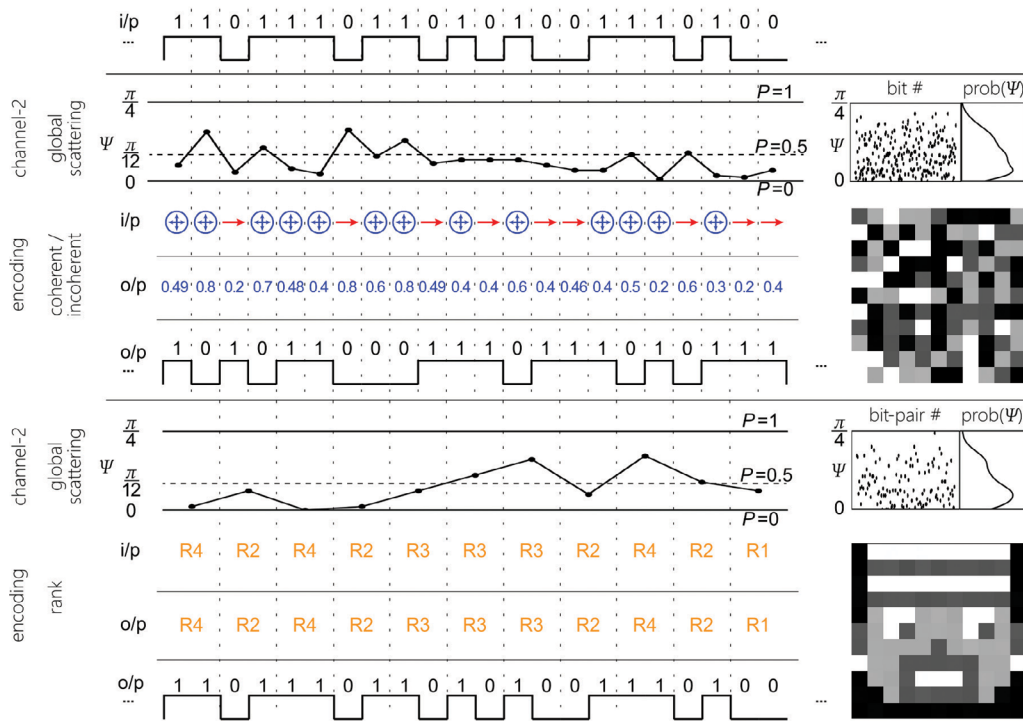 i/p 1 1 0 1 1 1 0 1 1 0 1 0 1 0 0 1 1 1 0 1 0 0
... ...
channel-2
global
scattering
π
4
Ψ
π
12
0
P=1
P=0.5
P=0
bit # prob(Ψ)
π
4
Ψ
0
encoding
coherent /
incoherent
i/p
o/p 0.49 0.8 0.2 0.7 0.48 0.4 0.8 0.6 0.8 0.49 0.4 0.4 0.6 0.4 0.46 0.4 0.5 0.2 0.6 0.3 0.2 0.4
o/p 1 0 1 0 1 1 0 0 0 1 1 1 0 1 1 1 0 1 0 1 1 1
... ...
channel-2
global
scattering
π
4
Ψ
π
12
0
P=1
P=0.5
P=0
bit-pair # prob(Ψ)
π
4
Ψ
0
encoding
rank
i/p R4 R2 R4 R2 R3 R3 R3 R2 R4 R2 R1
o/p R4 R2 R4 R2 R3 R3 R3 R2 R4 R2 R1
o/p 1 1 0 1 1 1 0 1 1 0 1 0 1 0 0 1 1 1 0 1 0 0
... ...